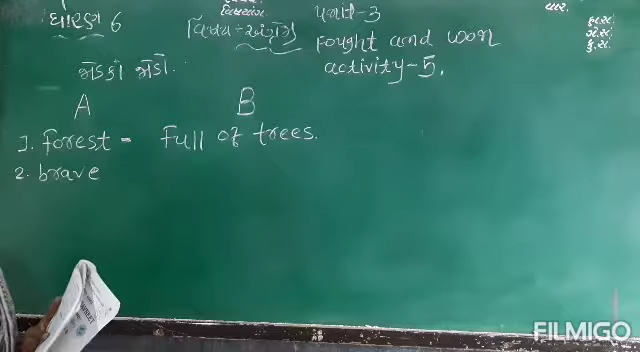 ધોરણ 6
વિષય-અંગ્રેજી
પાઠ-3
Fought and won
activity-5.
જોડકાં જોડો.
A B
1. forest - Full of trees.
2. brave
FILMIGO